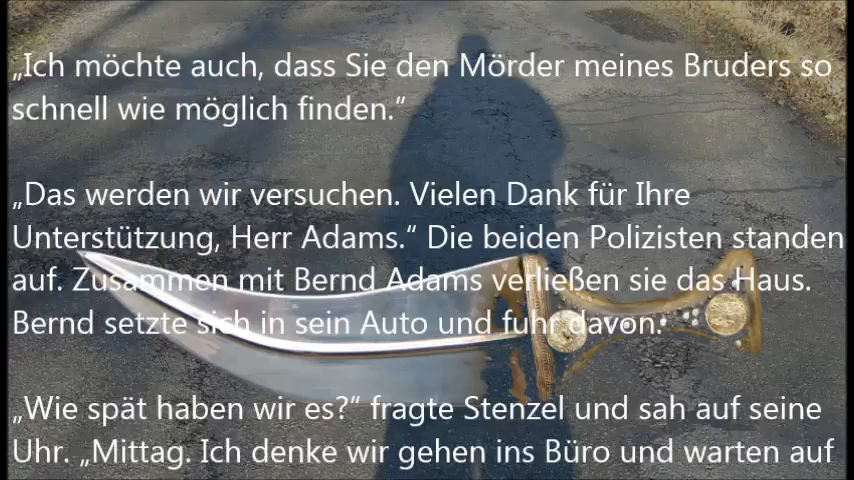 „Ich möchte auch, dass Sie den Mörder meines Bruders so
schnell wie möglich finden.“
„Das werden wir versuchen. Vielen Dank für Ihre
Unterstützung, Herr Adams.“ Die beiden Polizisten standen
auf. Zusammen mit Bernd Adams verließen sie das Haus.
Bernd setzte sich in sein Auto und fuhr davon.
„Wie spät haben wir es?“ fragte Stenzel und sah auf seine
Uhr. „Mittag. Ich denke wir gehen ins Büro und warten auf